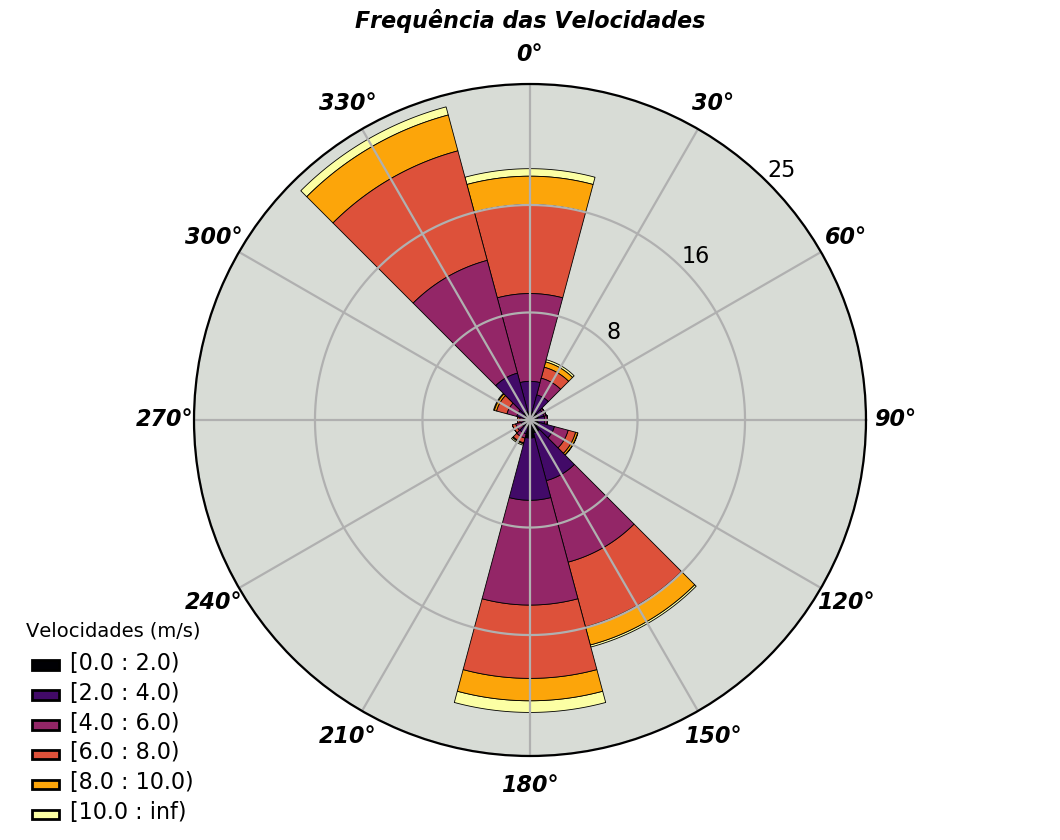 Frequência das Velocidades
0°
330°
30°
25
300°
60°
16
8
270°
90°
240°
120°
Velocidades (m/s)
[0.0 : 2.0)
[2.0 : 4.0)
[4.0 : 6.0)
210°
150°
[6.0 : 8.0)
180°
[8.0 : 10.0)
[10.0 : inf)